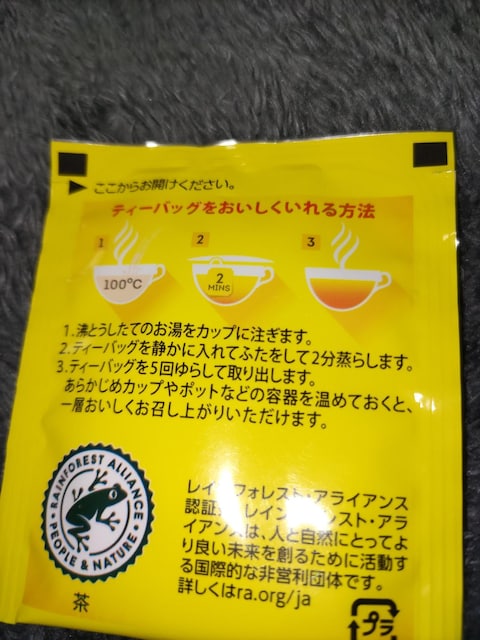 ▶ ここからお開けください。
ティーバッグをおいしくいれる方法
1 2 3
100°C
2 MINS
1.沸とうしたてのお湯をカップに注ぎます。
2.ティーバッグを静かに入れてふたをして2分蒸らします。
3.ティーバッグを5回ゆらして取り出します。
あらかじめカップやポットなどの容器を温めておくと、
一層おいしくお召し上がりいただけます。
RAINFOREST ALLIANCE
PEOPLE & NATURE
茶
レインフォレスト・アライアンス
認証 レインフォレスト・アラ
イアンスは、人と自然にとってよ
り良い未来を創るために活動す
る国際的な非営利団体です。
詳しくはra.org/ja
プラ